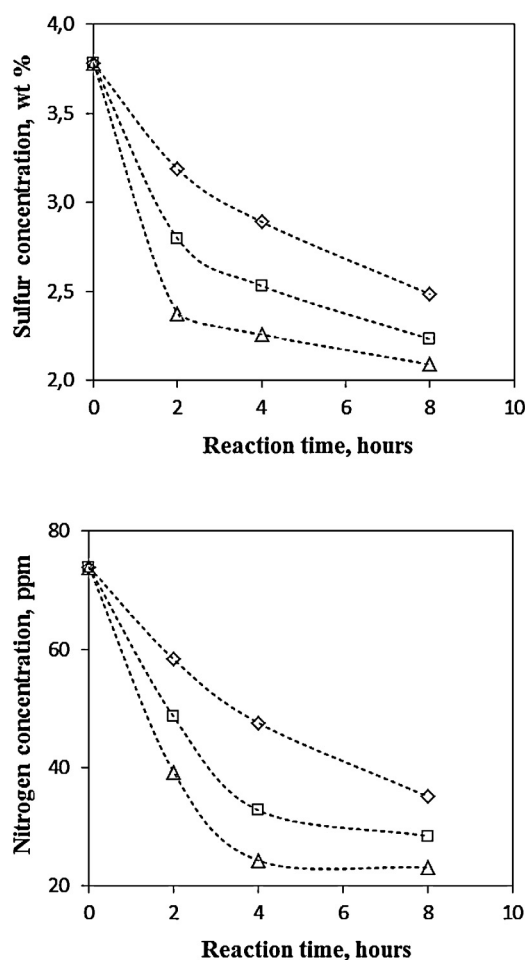 4,0
3,5
3,0
2,5
2,0
Sulfur concentration, wt %
0 2 4 6 8 10
Reaction time, hours
80
60
40
20
Nitrogen concentration, ppm
0 2 4 6 8 10
Reaction time, hours